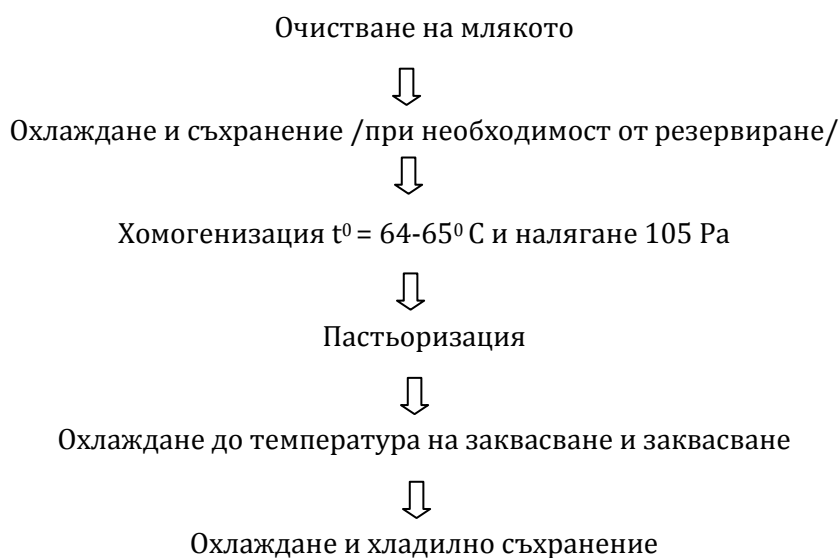 Очистване на млякото
Охлаждане и съхранение /при необходимост от резервиране/
Хомогенизация t⁰ = 64-65⁰ C и налягане 105 Pa
Пастьоризация
Охлаждане до температура на заквасване и заквасване
Охлаждане и хладилно съхранение